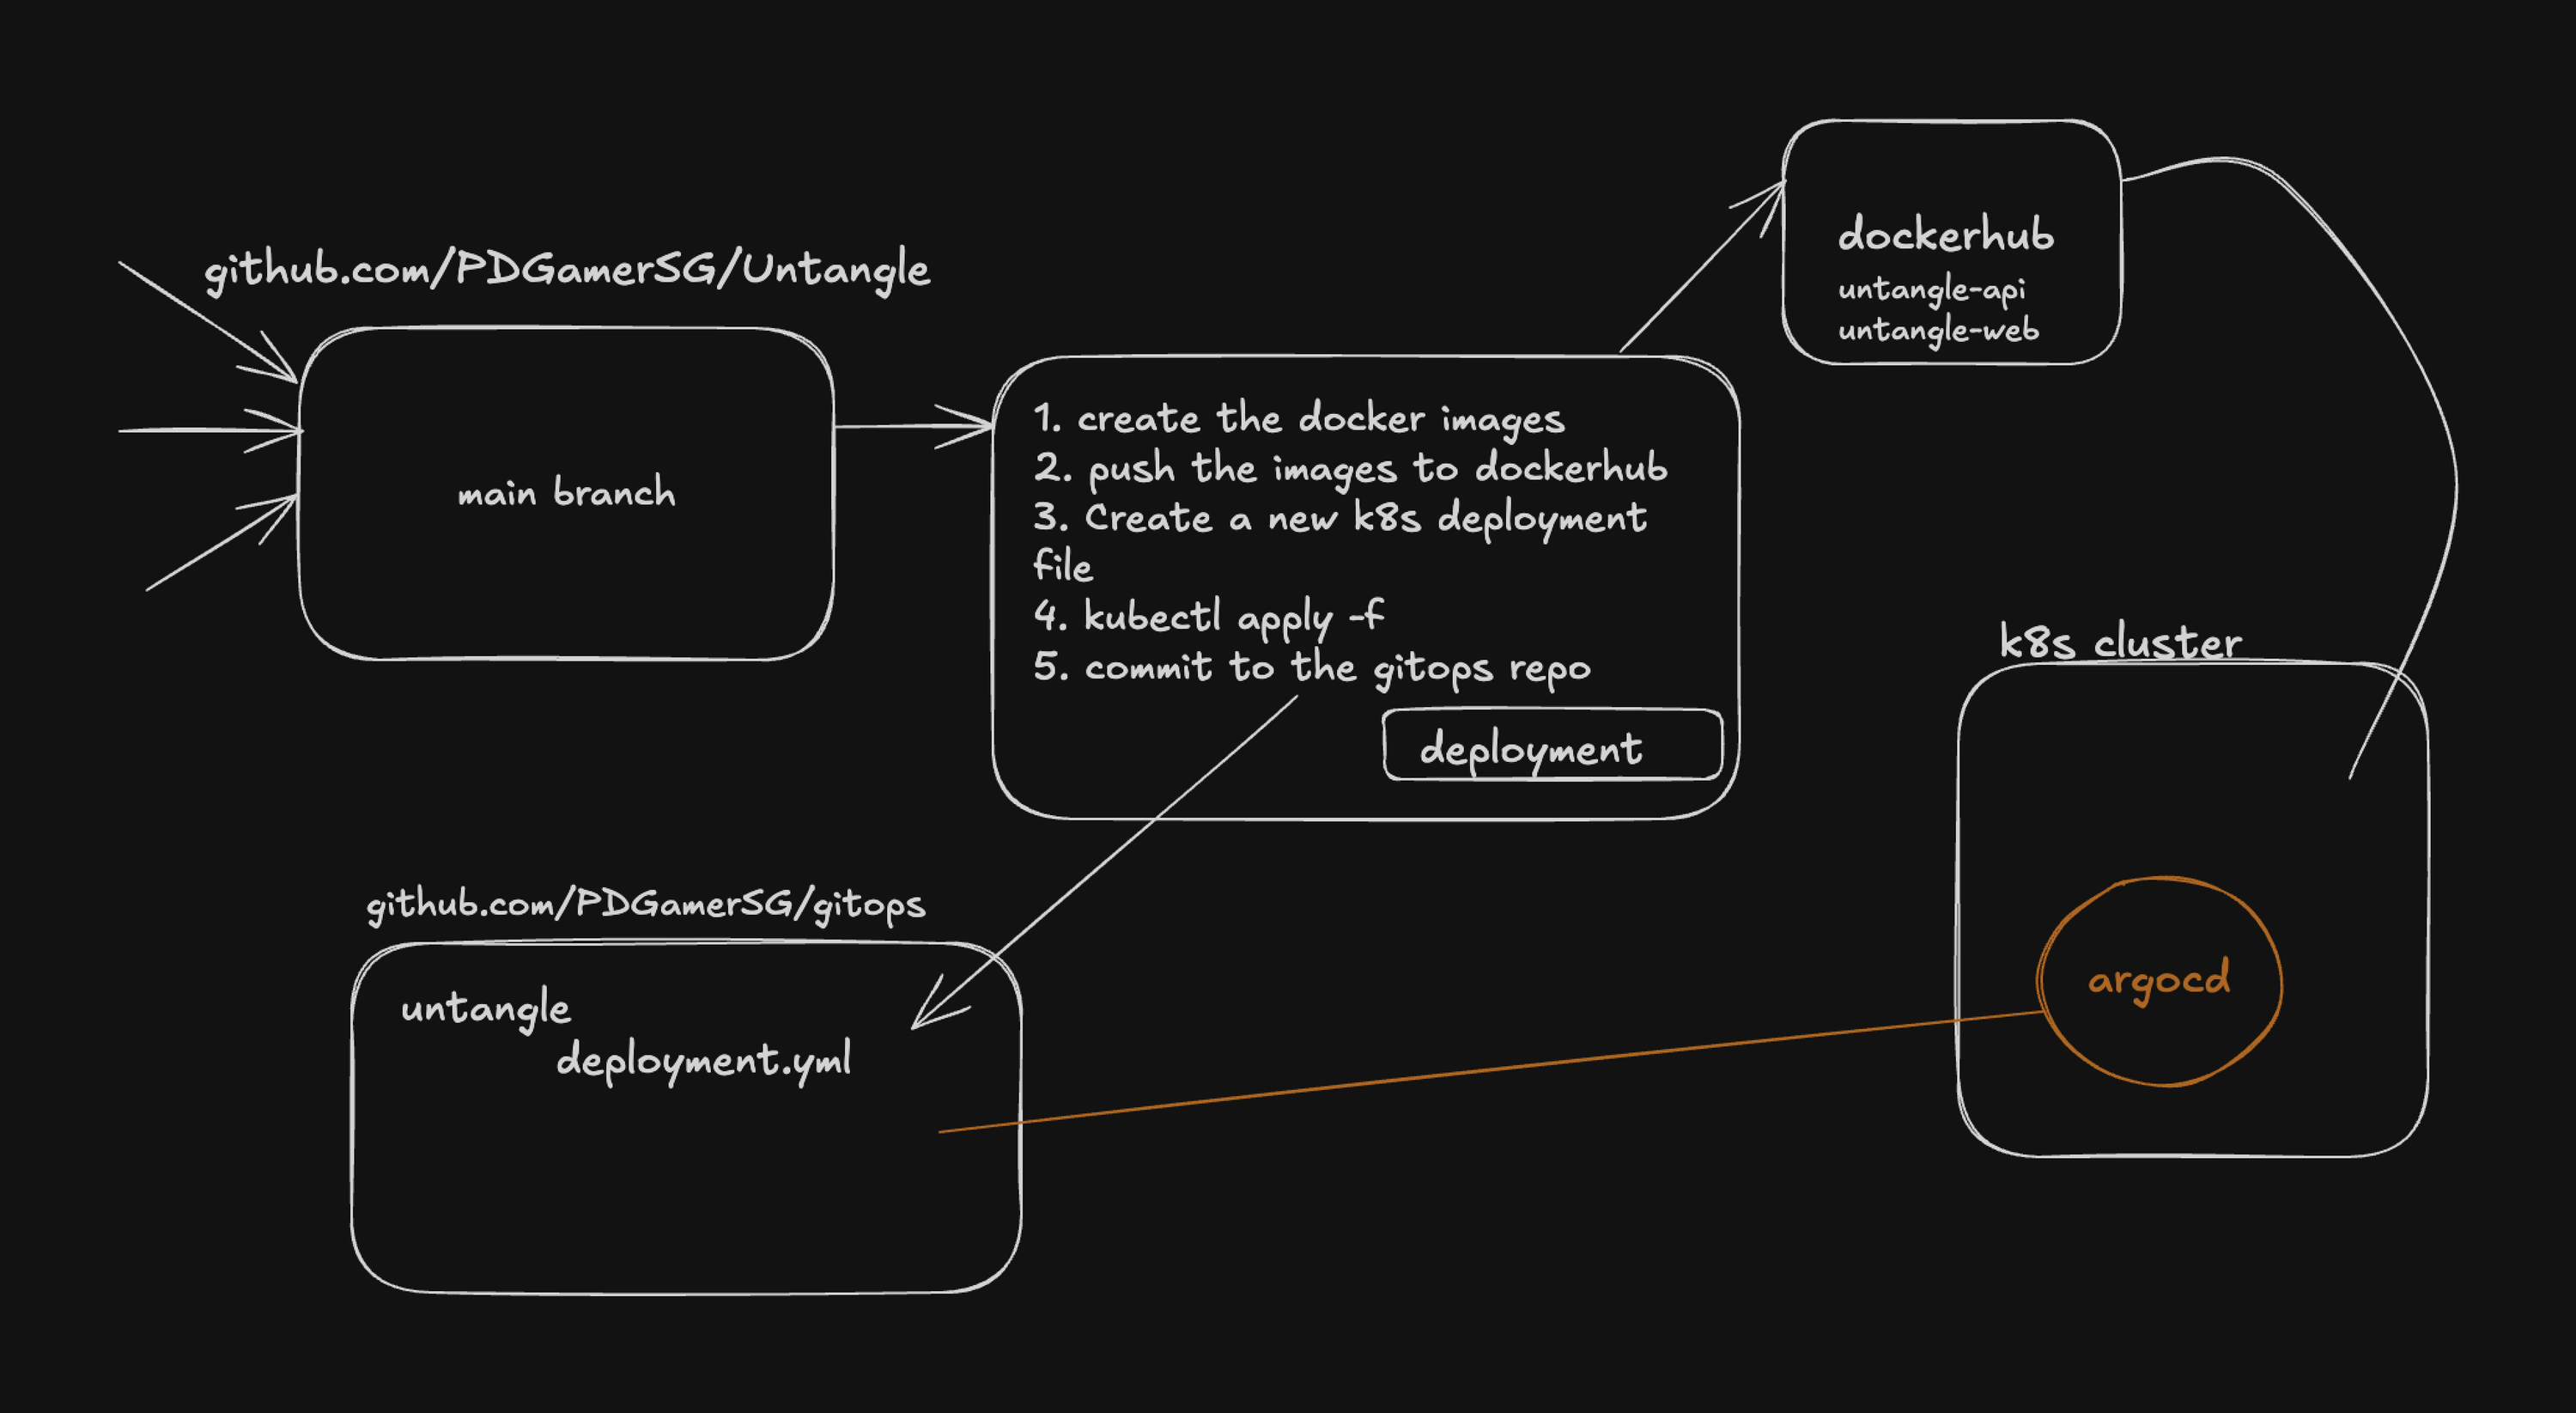 github.com/PDGamerSG/Untangle
main branch
1. create the docker images
2. push the images to dockerhub
3. Create a new k8s deployment
file
4. kubectl apply -f
5. commit to the gitops repo
deployment
dockerhub
untangle-api
untangle-web
k8s cluster
argocd
github.com/PDGamerSG/gitops
untangle
deployment.yml